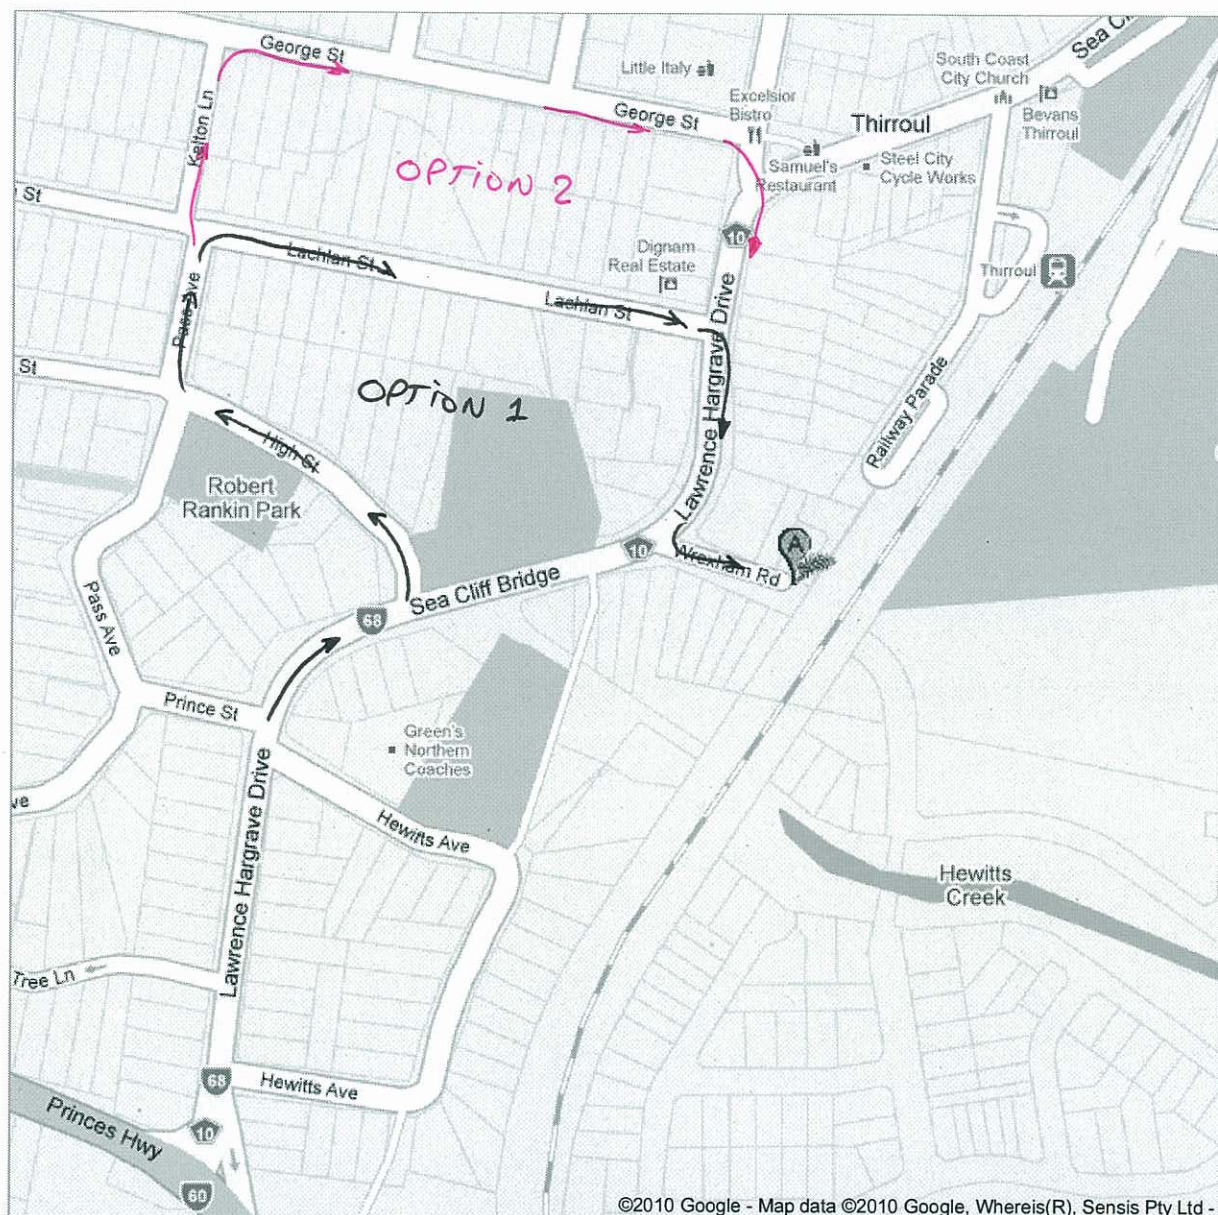 Sea Cli
George St
South Coast
City Church
Little Italy
Bevans
Thirroul
Excelsior
Bistro
George St
Thirroul
Kelton Ln
OPTION 2
Samuel's
Restaurant
Steel City
Cycle Works
St
10
Dignam
Real Estate
Lachlan St
Thirroul
Pass Ave
Lachlan St
Lawrence Hargrave Drive
St
OPTION 1
Railway Parade
High St
Robert
Rankin Park
10
A
Wrexham Rd
Sea Cliff Bridge
68
Pass Ave
Prince St
Green's
Northern
Coaches
ve
Hewitts Ave
Lawrence Hargrave Drive
Hewitts
Creek
Tree Ln
68
Hewitts Ave
Princes Hwy
10
60
©2010 Google - Map data ©2010 Google, Whereis(R), Sensis Pty Ltd -